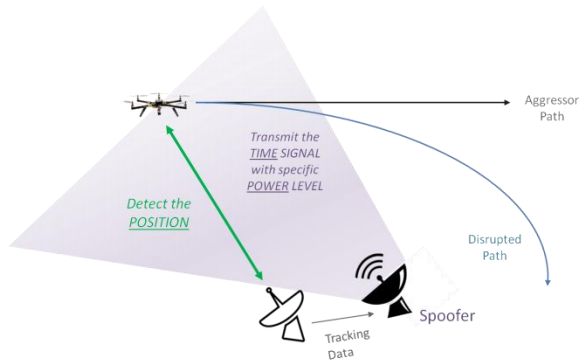 Aggressor
Path
Transmit the
TIME SIGNAL
with specific
POWER LEVEL
Detect the
POSITION
Disrupted
Path
Spoofer
Tracking
Data